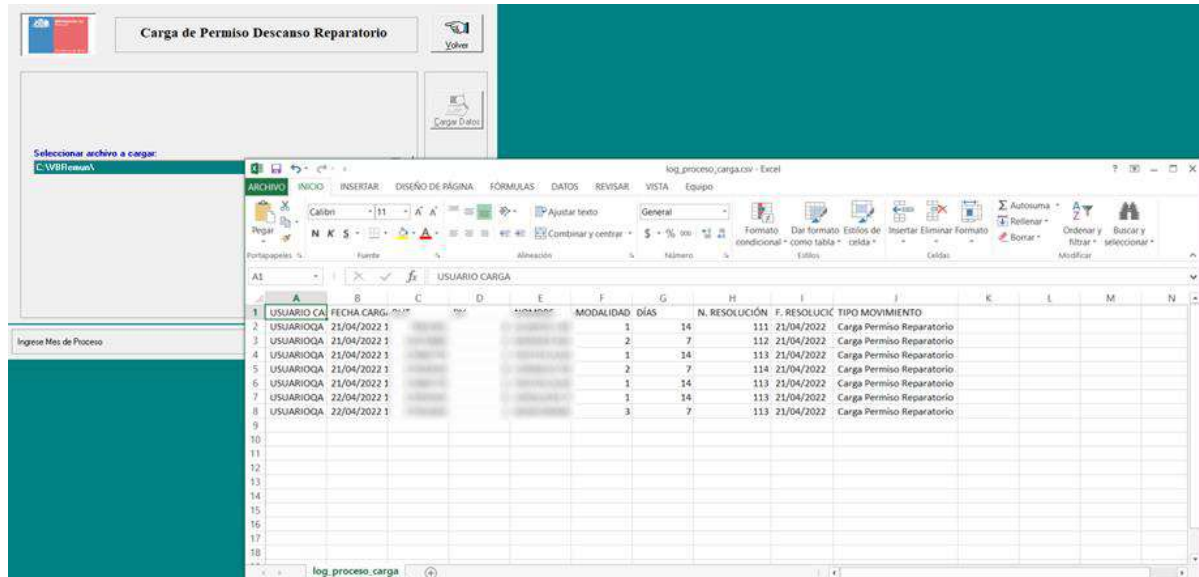 Carga de Permiso Descanso Reparatorio
Volver
Cargar Datos
Seleccionar archivo a cargar:
C:\VBRemun\
Ingrese Mes de Proceso
log_proceso_carga.csv - Excel
ARCHIVO INICIO INSERTAR DISEÑO DE PÁGINA FÓRMULAS DATOS REVISAR VISTA Equipo
Pegar
Calibri 11
N K S
Ajustar texto
Combinar y centrar
General
$ % 000
Formato condicional
Dar formato como tabla
Estilos de celda
Insertar Eliminar Formato
Autosuma
Rellenar
Borrar
Ordenar y filtrar
Buscar y seleccionar
Portapapeles Fuente Alineación Número Estilos Celdas Modificar
A1 fx USUARIO CARGA
A B C D E F G H I J K L M N
1 USUARIO CA FECHA CARG. NOMBRE MODALIDAD DÍAS N. RESOLUCIÓN F. RESOLUCIÓ TIPO MOVIMIENTO
2 USUARIOQA 21/04/2022 1 1 14 111 21/04/2022 Carga Permiso Reparatorio
3 USUARIOQA 21/04/2022 1 2 7 112 21/04/2022 Carga Permiso Reparatorio
4 USUARIOQA 21/04/2022 1 1 14 113 21/04/2022 Carga Permiso Reparatorio
5 USUARIOQA 21/04/2022 1 2 7 114 21/04/2022 Carga Permiso Reparatorio
6 USUARIOQA 21/04/2022 1 1 14 113 21/04/2022 Carga Permiso Reparatorio
7 USUARIOQA 22/04/2022 1 1 14 113 21/04/2022 Carga Permiso Reparatorio
8 USUARIOQA 22/04/2022 1 3 7 113 21/04/2022 Carga Permiso Reparatorio
9
10
11
12
13
14
15
16
17
18
log_proceso_carga